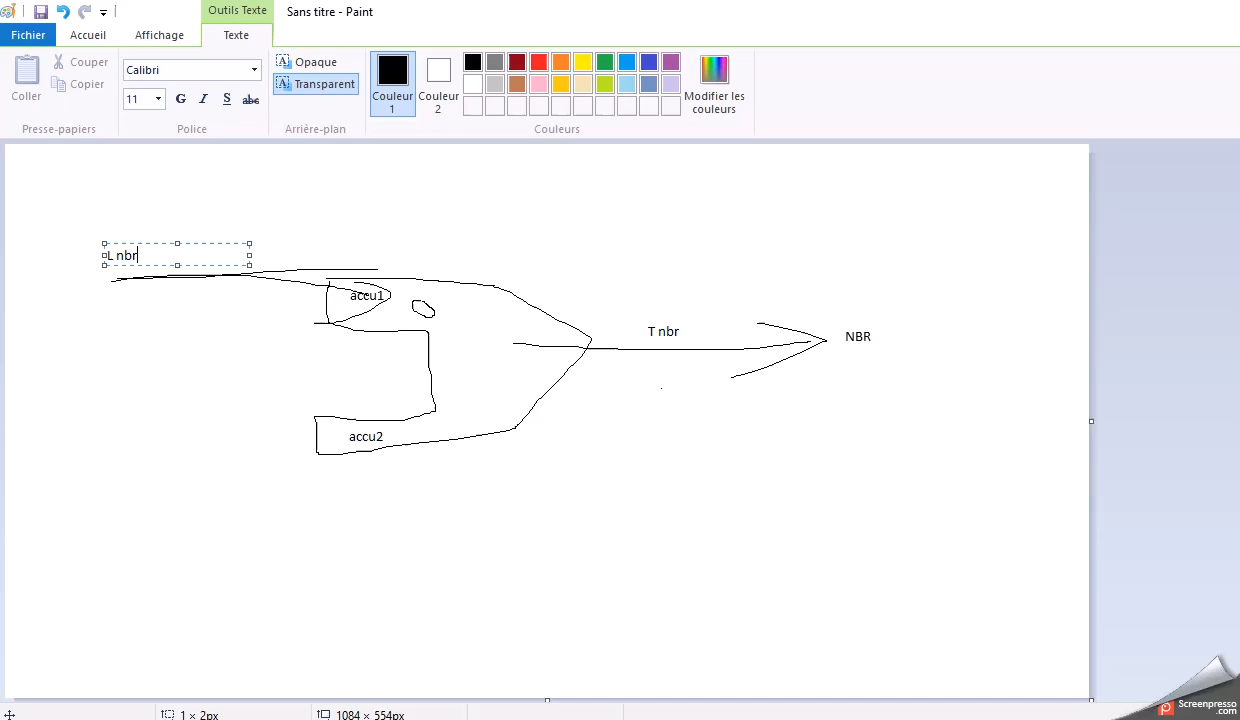 Outils Texte
Sans titre - Paint
Fichier
Accueil
Affichage
Texte
Coller
Couper
Copier
Presse-papiers
Calibri
11
G I S abc
Police
Opaque
Transparent
Arrière-plan
Couleur 1
Couleur 2
Modifier les couleurs
Couleurs
L nbr
accu1
T nbr
NBR
accu2
1 × 2px
1084 × 554px
Screenpresso
.com